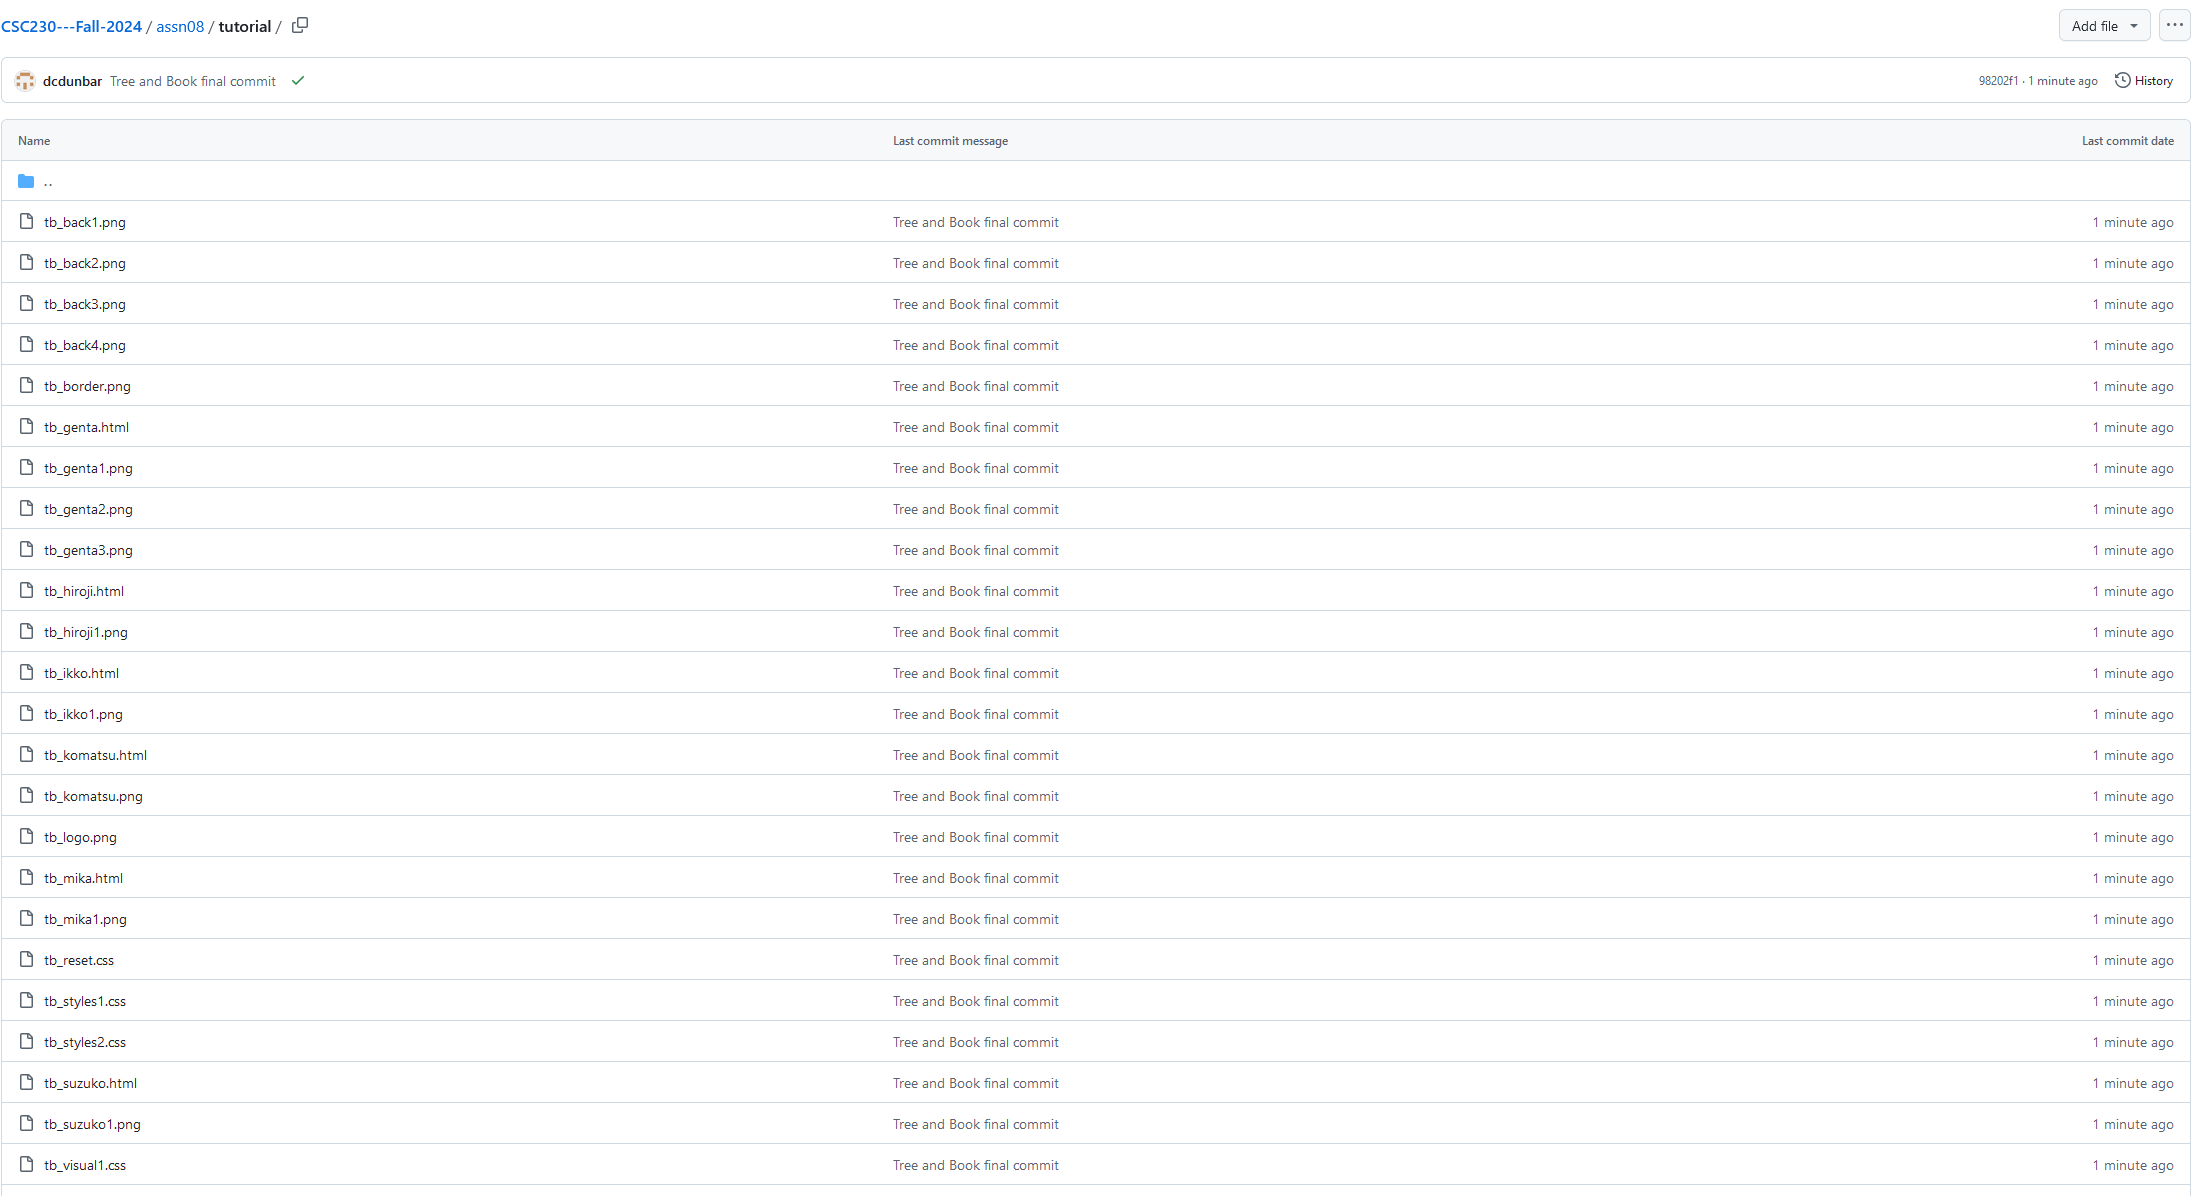 CSC230---Fall-2024 / assn08 / tutorial /
Add file
dcdunbar Tree and Book final commit
98202f1 · 1 minute ago History
Name Last commit message Last commit date
..
tb_back1.png Tree and Book final commit 1 minute ago
tb_back2.png Tree and Book final commit 1 minute ago
tb_back3.png Tree and Book final commit 1 minute ago
tb_back4.png Tree and Book final commit 1 minute ago
tb_border.png Tree and Book final commit 1 minute ago
tb_genta.html Tree and Book final commit 1 minute ago
tb_genta1.png Tree and Book final commit 1 minute ago
tb_genta2.png Tree and Book final commit 1 minute ago
tb_genta3.png Tree and Book final commit 1 minute ago
tb_hiroji.html Tree and Book final commit 1 minute ago
tb_hiroji1.png Tree and Book final commit 1 minute ago
tb_ikko.html Tree and Book final commit 1 minute ago
tb_ikko1.png Tree and Book final commit 1 minute ago
tb_komatsu.html Tree and Book final commit 1 minute ago
tb_komatsu.png Tree and Book final commit 1 minute ago
tb_logo.png Tree and Book final commit 1 minute ago
tb_mika.html Tree and Book final commit 1 minute ago
tb_mika1.png Tree and Book final commit 1 minute ago
tb_reset.css Tree and Book final commit 1 minute ago
tb_styles1.css Tree and Book final commit 1 minute ago
tb_styles2.css Tree and Book final commit 1 minute ago
tb_suzuko.html Tree and Book final commit 1 minute ago
tb_suzuko1.png Tree and Book final commit 1 minute ago
tb_visual1.css Tree and Book final commit 1 minute ago